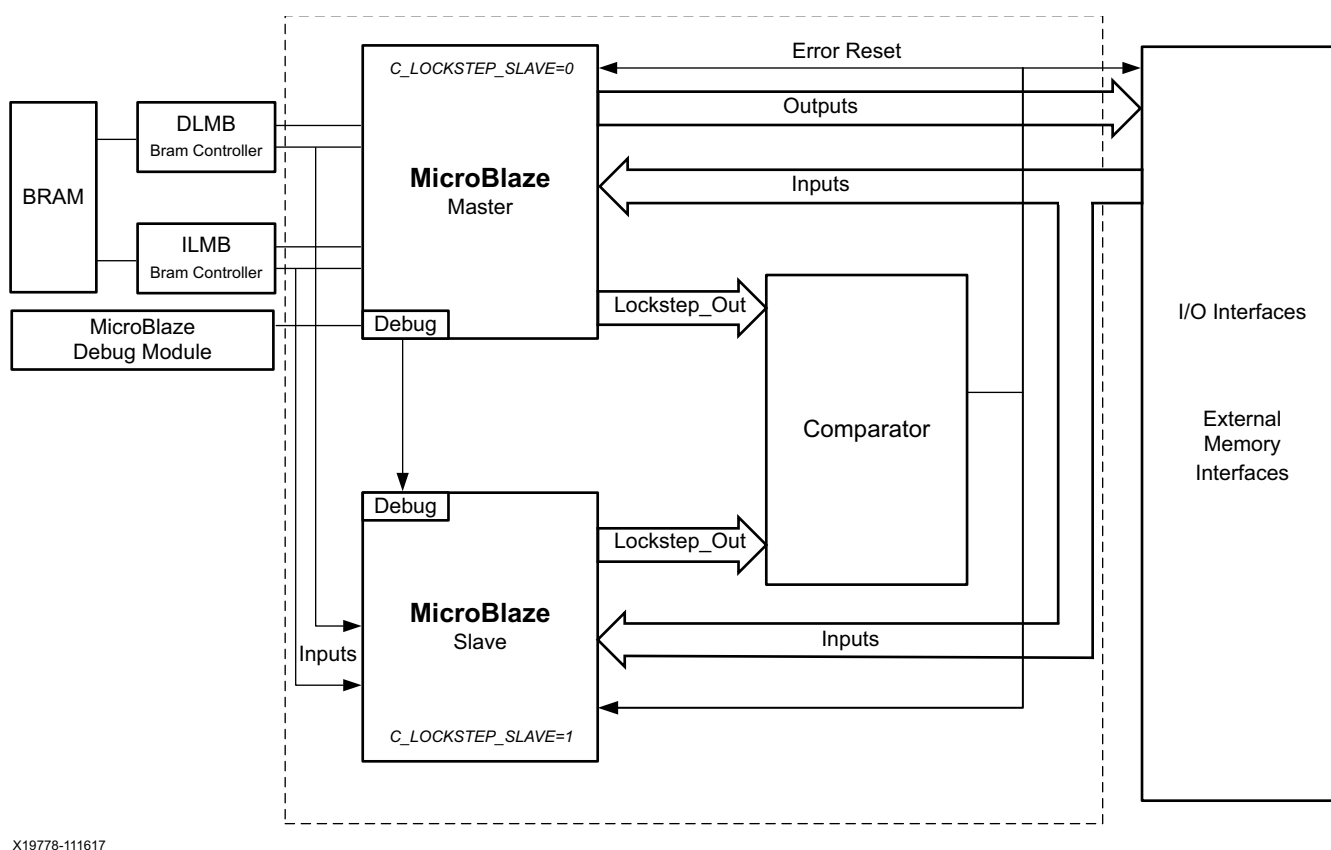 C_LOCKSTEP_SLAVE=0
Error Reset
Outputs
DLMB
Bram Controller
BRAM
MicroBlaze
Master
Inputs
ILMB
Bram Controller
Lockstep_Out
I/O Interfaces
MicroBlaze
Debug Module
Debug
Comparator
External
Memory
Interfaces
Debug
Lockstep_Out
MicroBlaze
Slave
Inputs
Inputs
C_LOCKSTEP_SLAVE=1
X19778-111617